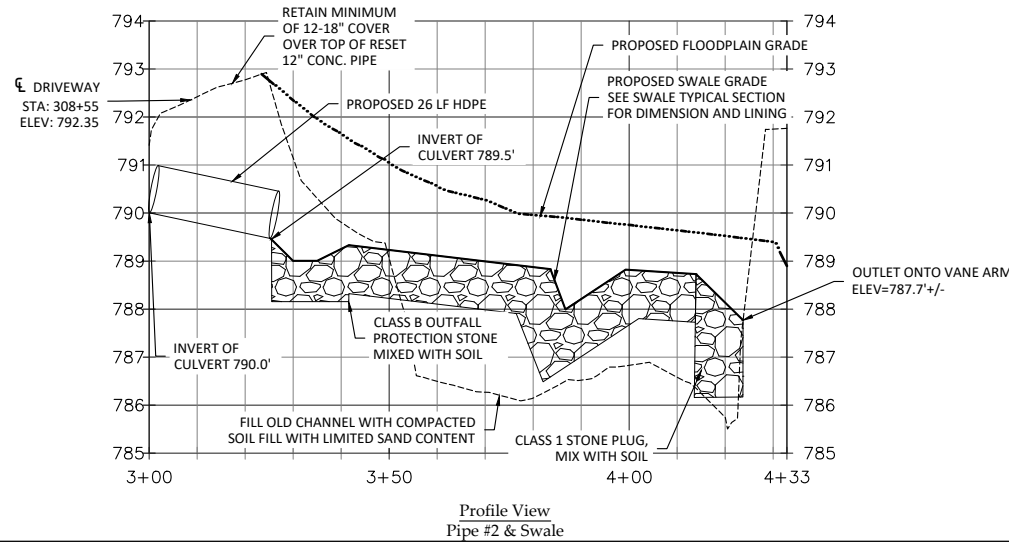 794
793
792
791
790
789
788
787
786
785
RETAIN MINIMUM
OF 12-18" COVER
OVER TOP OF RESET
12" CONC. PIPE
℄ DRIVEWAY
STA: 308+55
ELEV: 792.35
PROPOSED 26 LF HDPE
INVERT OF
CULVERT 789.5'
PROPOSED FLOODPLAIN GRADE
PROPOSED SWALE GRADE
SEE SWALE TYPICAL SECTION
FOR DIMENSION AND LINING
794
793
792
791
790
789
788
787
786
785
OUTLET ONTO VANE ARM
ELEV=787.7'+/-
INVERT OF
CULVERT 790.0'
CLASS B OUTFALL
PROTECTION STONE
MIXED WITH SOIL
FILL OLD CHANNEL WITH COMPACTED
SOIL FILL WITH LIMITED SAND CONTENT
CLASS 1 STONE PLUG,
MIX WITH SOIL
3+00
3+50
4+00
4+33
Profile View
Pipe #2 & Swale